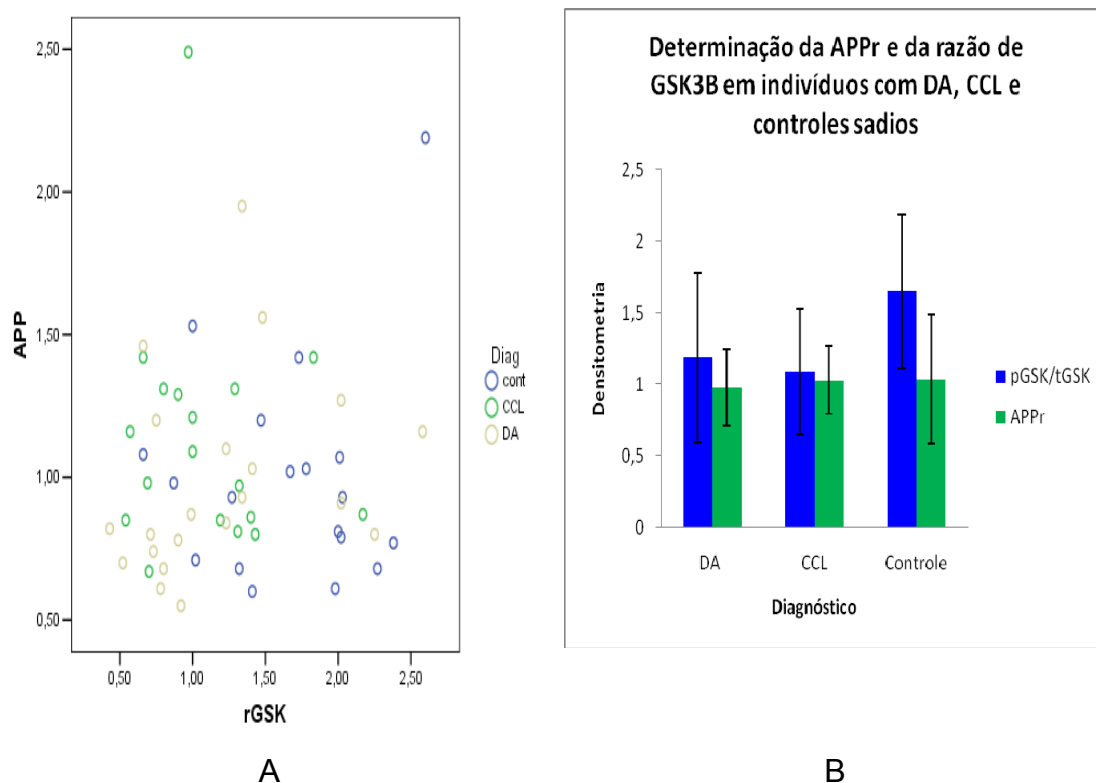 2,50
2,00
1,50
1,00
0,50
APP
0,50 1,00 1,50 2,00 2,50
rGSK
Diag
cont
CCL
DA
A
Determinação da APPr e da razão de
GSK3B em indivíduos com DA, CCL e
controles sadios
2,5
2
1,5
1
0,5
0
Densitometria
DA CCL Controle
Diagnóstico
pGSK/tGSK
APPr
B